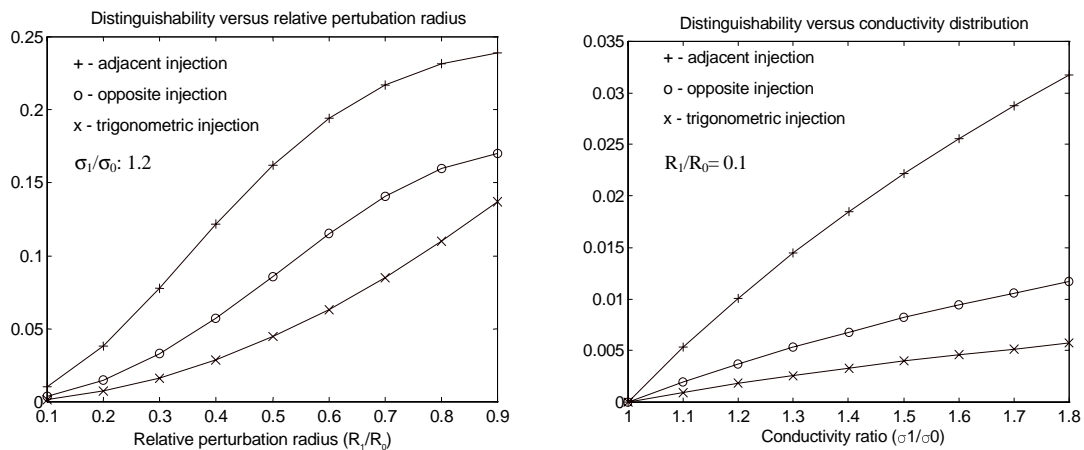 Distinguishability versus relative pertubation radius
0.25
0.2
0.15
0.1
0.05
0
+ - adjacent injection
o - opposite injection
x - trigonometric injection
σ₁/σ₀: 1.2
0.1 0.2 0.3 0.4 0.5 0.6 0.7 0.8 0.9
Relative perturbation radius (R₁/R₀)
Distinguishability versus conductivity distribution
0.035
0.03
0.025
0.02
0.015
0.01
0.005
0
+ - adjacent injection
o - opposite injection
x - trigonometric injection
R₁/R₀= 0.1
1 1.1 1.2 1.3 1.4 1.5 1.6 1.7 1.8
Conductivity ratio (σ1/σ0)